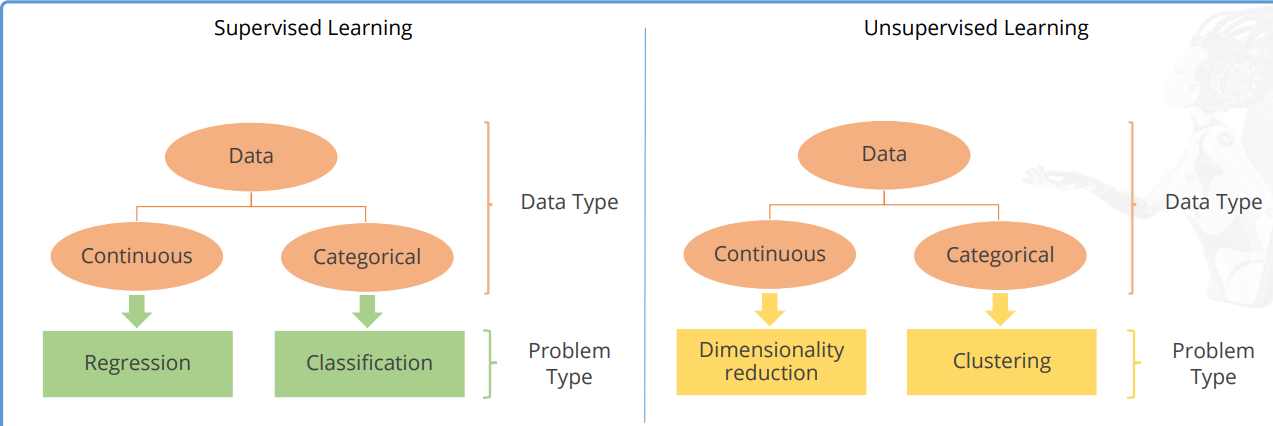 Supervised Learning
Data
Continuous
Categorical
Data Type
Regression
Classification
Problem
Type
Unsupervised Learning
Data
Continuous
Categorical
Data Type
Dimensionality
reduction
Clustering
Problem
Type